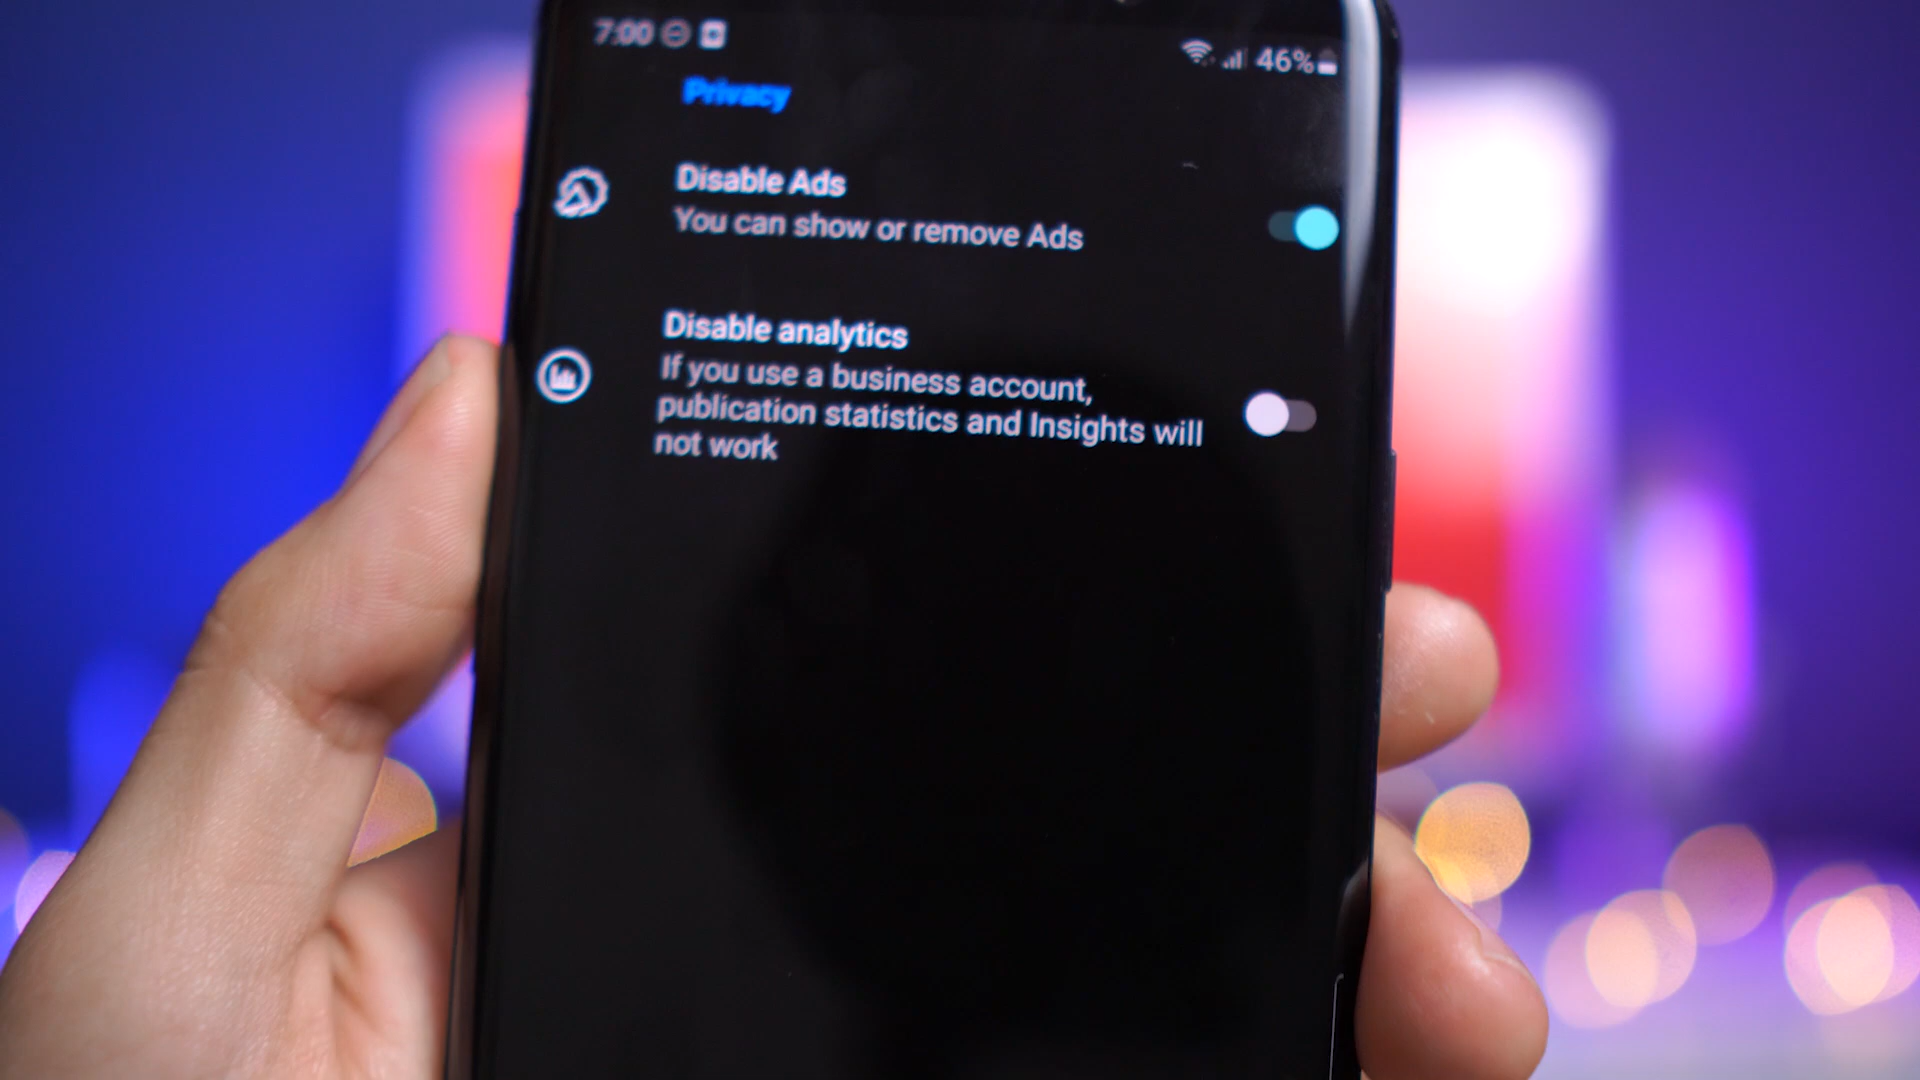 7:00 46%
Privacy
Disable Ads
You can show or remove Ads
Disable analytics
If you use a business account,
publication statistics and Insights will
not work